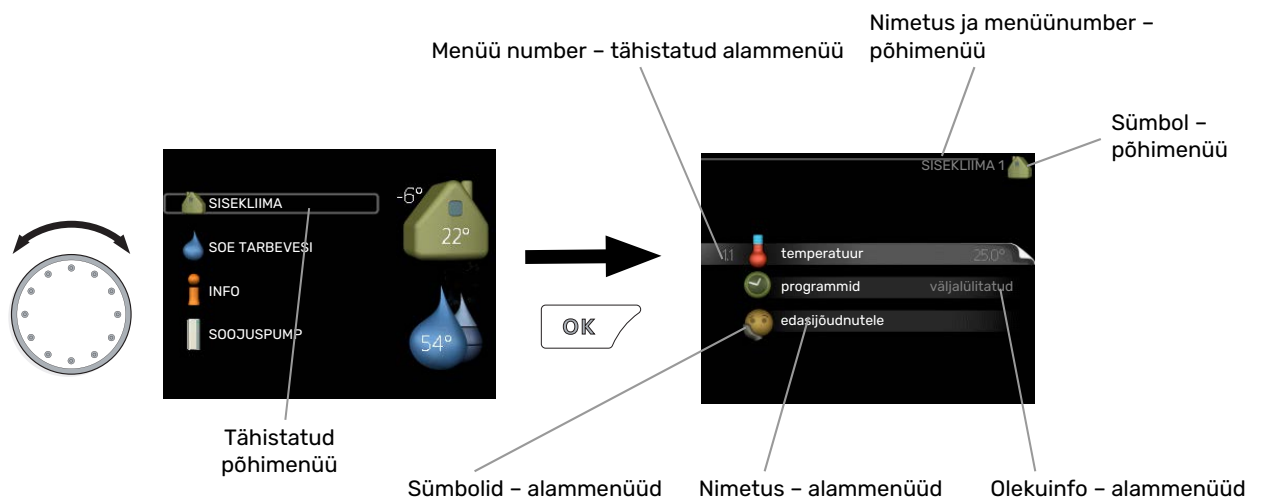 Nimetus ja menüünumber –
põhimenüü
Menüü number – tähistatud alammenüü
Sümbol –
põhimenüü
SISEKLIIMA
-6°
22°
SOE TARBEVESI
INFO
SOOJUSPUMP
54°
OK
SISEKLIIMA 1
1.1 temperatuur 25.0°
programmid väljalülitatud
edasijõudnutele
Tähistatud
põhimenüü
Sümbolid – alammenüüd
Nimetus – alammenüüd
Olekuinfo – alammenüüd